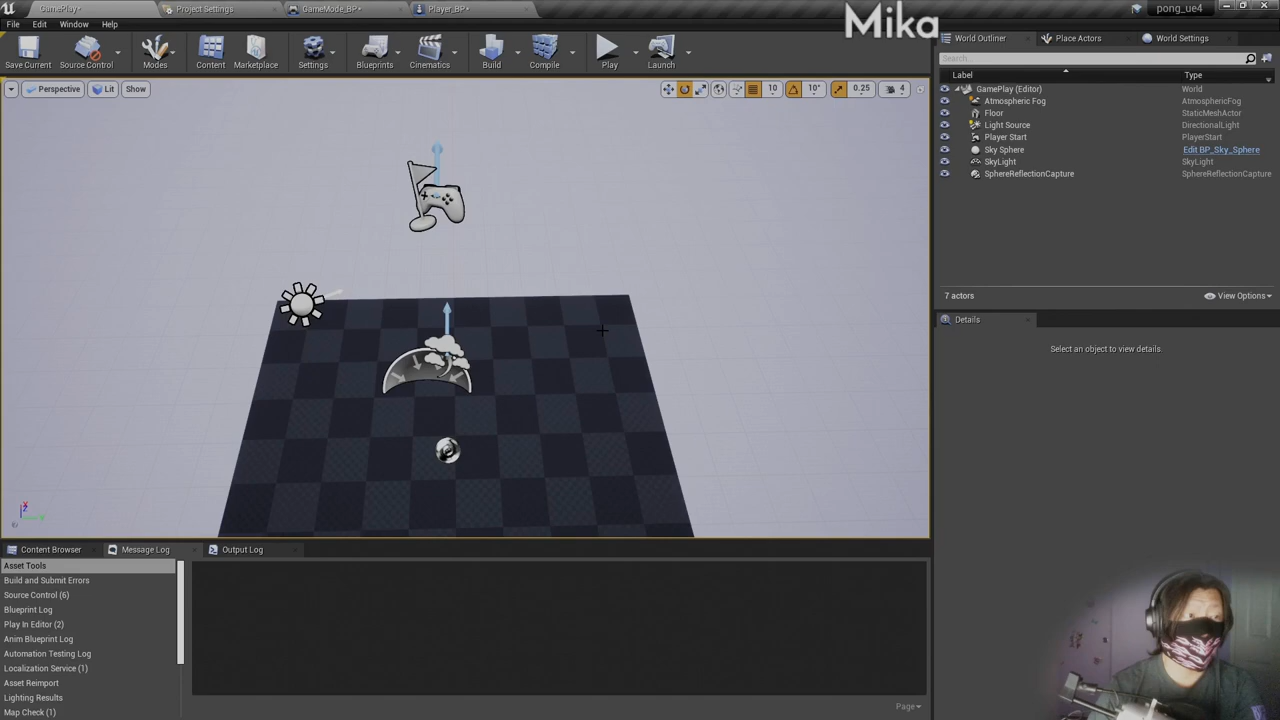 GamePlay*
Project Settings
GameMode_BP*
Player_BP*
Mika
pong_ue4
File Edit Window Help
Save Current
Source Control
Modes
Content
Marketplace
Settings
Blueprints
Cinematics
Build
Compile
Play
Launch
Perspective
Lit
Show
10
10°
0.25
4
World Outliner
Place Actors
World Settings
Search...
Label Type
GamePlay (Editor) World
Atmospheric Fog AtmosphericFog
Floor StaticMeshActor
Light Source DirectionalLight
Player Start PlayerStart
Sky Sphere Edit BP_Sky_Sphere
SkyLight SkyLight
SphereReflectionCapture SphereReflectionCapture
7 actors
View Options
Details
Select an object to view details
Content Browser
Message Log
Output Log
Asset Tools
Build and Submit Errors
Source Control (6)
Blueprint Log
Play In Editor (2)
Anim Blueprint Log
Automation Testing Log
Localization Service (1)
Asset Reimport
Lighting Results
Map Check (1)
Page